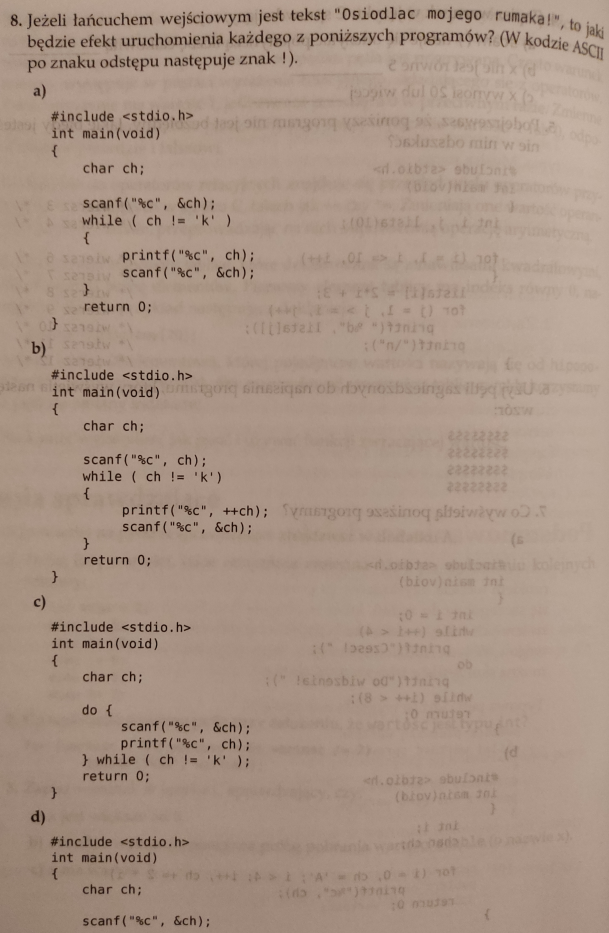 8. Jeżeli łańcuchem wejściowym jest tekst "Osiodlac mojego rumaka!", to jaki
będzie efekt uruchomienia każdego z poniższych programów? (W kodzie ASCII
po znaku odstępu następuje znak !).
a)
#include <stdio.h>
int main(void)
{
char ch;
scanf("%c", &ch);
while ( ch != 'k' )
{
printf("%c", ch);
scanf("%c", &ch);
}
return 0;
}
b)
#include <stdio.h>
int main(void)
{
char ch;
scanf("%c", ch);
while ( ch != 'k')
{
printf("%c", ++ch);
scanf("%c", &ch);
}
return 0;
}
c)
#include <stdio.h>
int main(void)
{
char ch;
do {
scanf("%c", &ch);
printf("%c", ch);
} while ( ch != 'k' );
return 0;
}
d)
#include <stdio.h>
int main(void)
{
char ch;
scanf("%c", &ch);